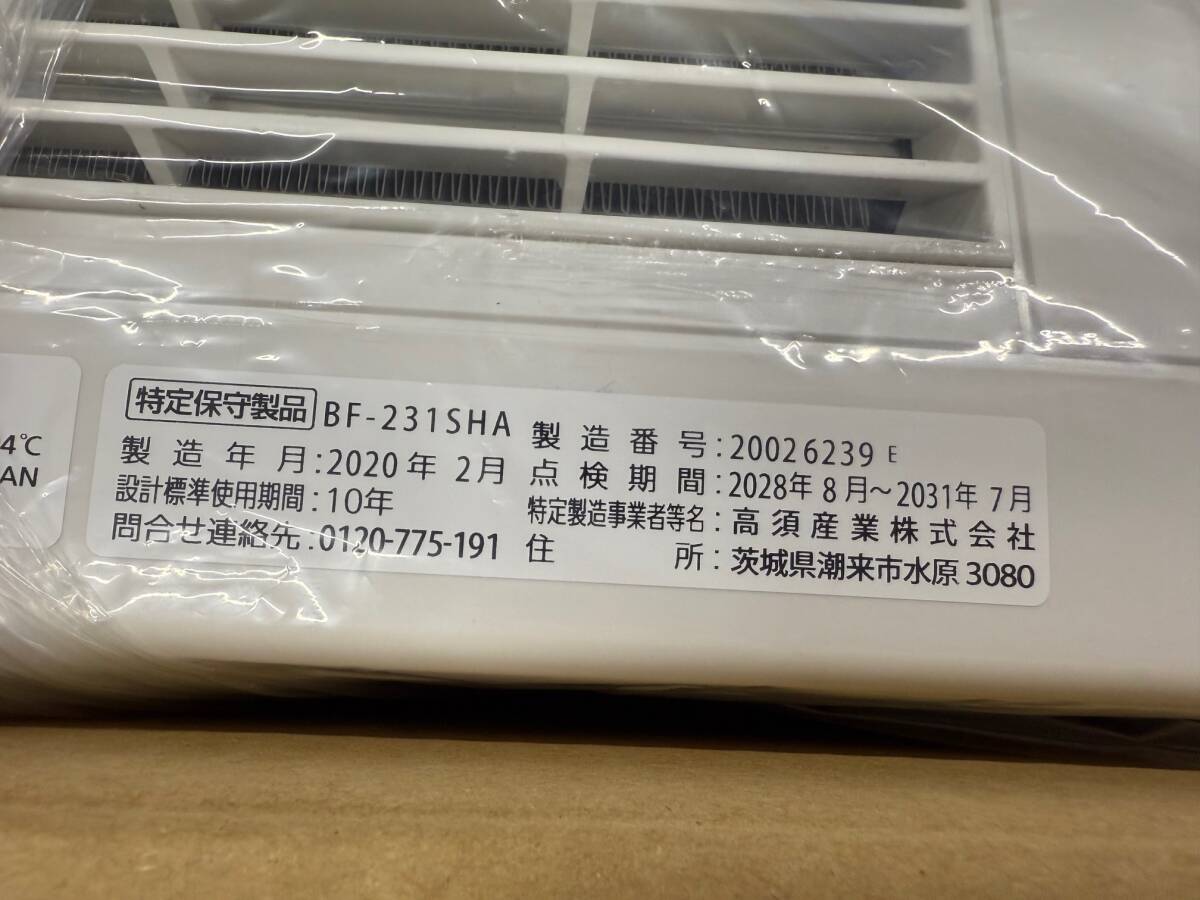 4℃
AN
特定保守製品 BF-231SHA 製造番号:20026239 E
製造年月:2020年 2月 点検期間:2028年 8月～2031年 7月
設計標準使用期間:10年 特定製造事業者等名:高須産業株式会社
問合せ連絡先:0120-775-191 住所:茨城県潮来市水原3080